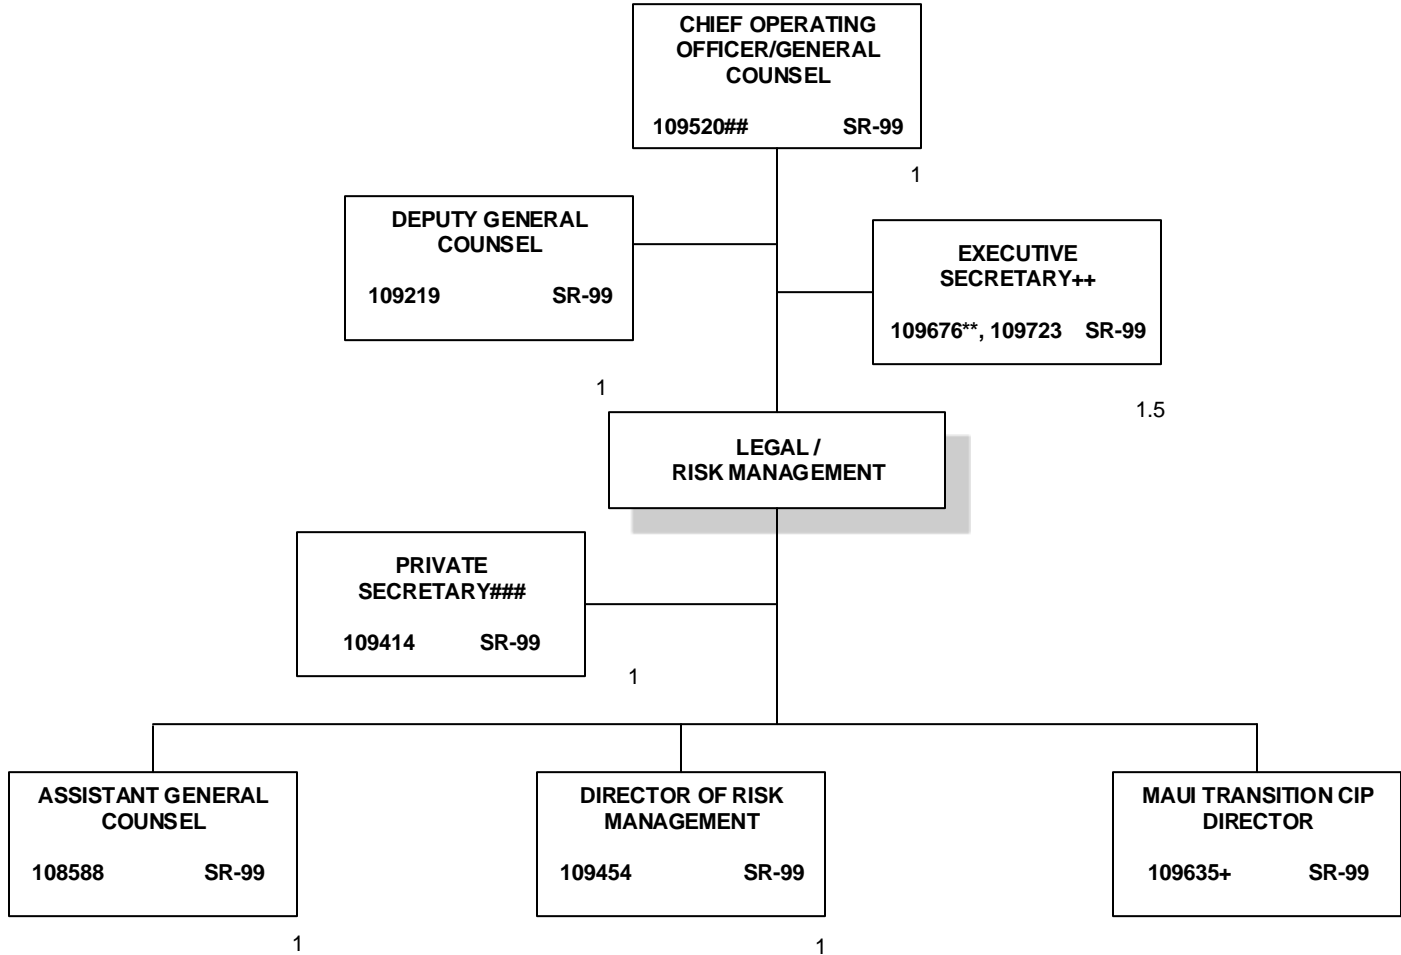 CHIEF OPERATING
OFFICER/GENERAL
COUNSEL
109520## SR-99
1
DEPUTY GENERAL
COUNSEL
109219 SR-99
1
EXECUTIVE
SECRETARY++
109676**, 109723 SR-99
1.5
LEGAL /
RISK MANAGEMENT
PRIVATE
SECRETARY###
109414 SR-99
1
ASSISTANT GENERAL
COUNSEL
108588 SR-99
1
DIRECTOR OF RISK
MANAGEMENT
109454 SR-99
1
MAUI TRANSITION CIP
DIRECTOR
109635+ SR-99